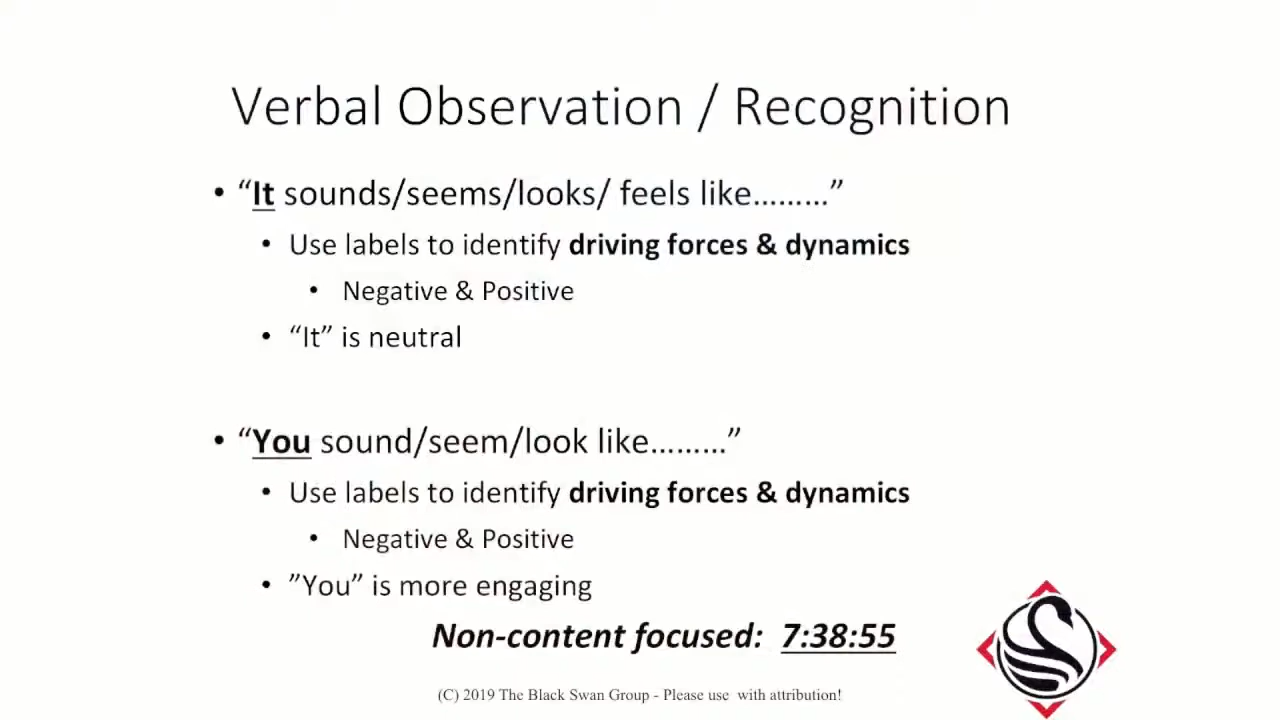 Verbal Observation / Recognition
• “It sounds/seems/looks/ feels like………”
• Use labels to identify driving forces & dynamics
• Negative & Positive
• “It” is neutral
• “You sound/seem/look like………”
• Use labels to identify driving forces & dynamics
• Negative & Positive
• ”You” is more engaging
Non-content focused: 7:38:55
(C) 2019 The Black Swan Group - Please use with attribution!